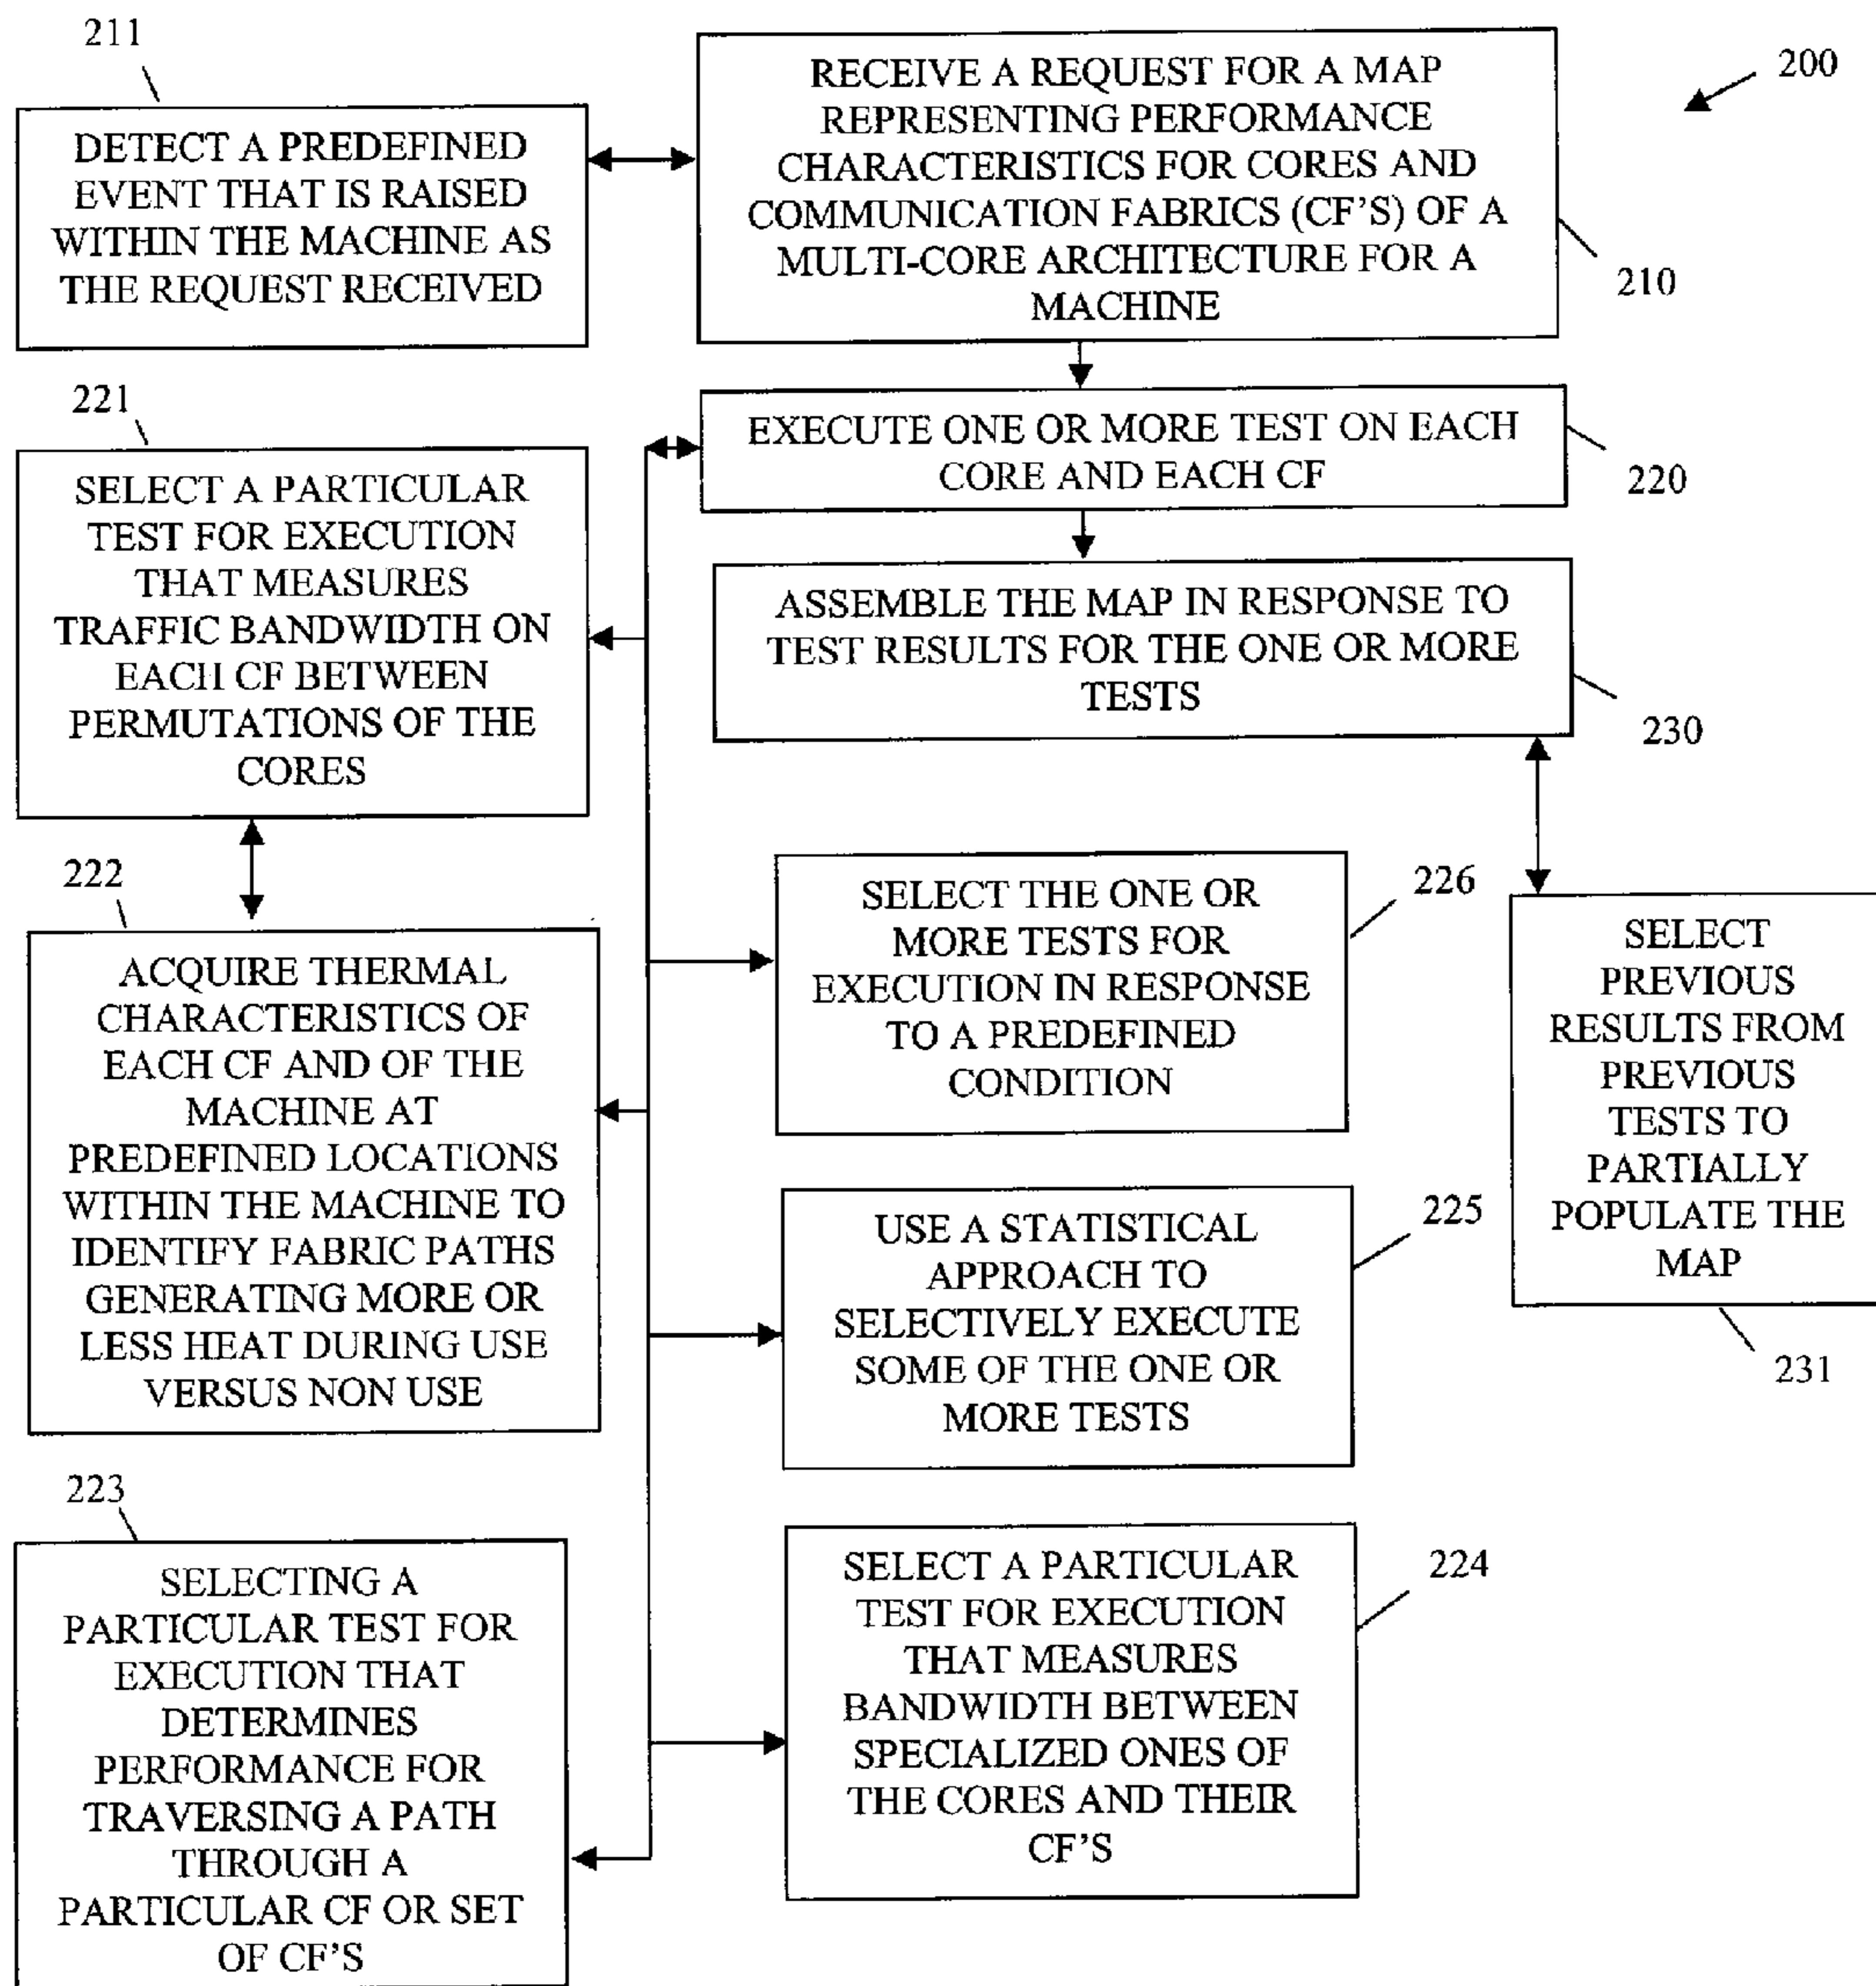 211
DETECT A PREDEFINED
EVENT THAT IS RAISED
WITHIN THE MACHINE AS
THE REQUEST RECEIVED
RECEIVE A REQUEST FOR A MAP
REPRESENTING PERFORMANCE
CHARACTERISTICS FOR CORES AND
COMMUNICATION FABRICS (CF'S) OF A
MULTI-CORE ARCHITECTURE FOR A
MACHINE
200
210
221
SELECT A PARTICULAR
TEST FOR EXECUTION
THAT MEASURES
TRAFFIC BANDWIDTH ON
EACH CF BETWEEN
PERMUTATIONS OF THE
CORES
EXECUTE ONE OR MORE TEST ON EACH
CORE AND EACH CF
220
ASSEMBLE THE MAP IN RESPONSE TO
TEST RESULTS FOR THE ONE OR MORE
TESTS
230
222
ACQUIRE THERMAL
CHARACTERISTICS OF
EACH CF AND OF THE
MACHINE AT
PREDEFINED LOCATIONS
WITHIN THE MACHINE TO
IDENTIFY FABRIC PATHS
GENERATING MORE OR
LESS HEAT DURING USE
VERSUS NON USE
SELECT THE ONE OR
MORE TESTS FOR
EXECUTION IN RESPONSE
TO A PREDEFINED
CONDITION
226
SELECT
PREVIOUS
RESULTS FROM
PREVIOUS
TESTS TO
PARTIALLY
POPULATE THE
MAP
231
USE A STATISTICAL
APPROACH TO
SELECTIVELY EXECUTE
SOME OF THE ONE OR
MORE TESTS
225
223
SELECTING A
PARTICULAR TEST FOR
EXECUTION THAT
DETERMINES
PERFORMANCE FOR
TRAVERSING A PATH
THROUGH A
PARTICULAR CF OR SET
OF CF'S
SELECT A PARTICULAR
TEST FOR EXECUTION
THAT MEASURES
BANDWIDTH BETWEEN
SPECIALIZED ONES OF
THE CORES AND THEIR
CF'S
224